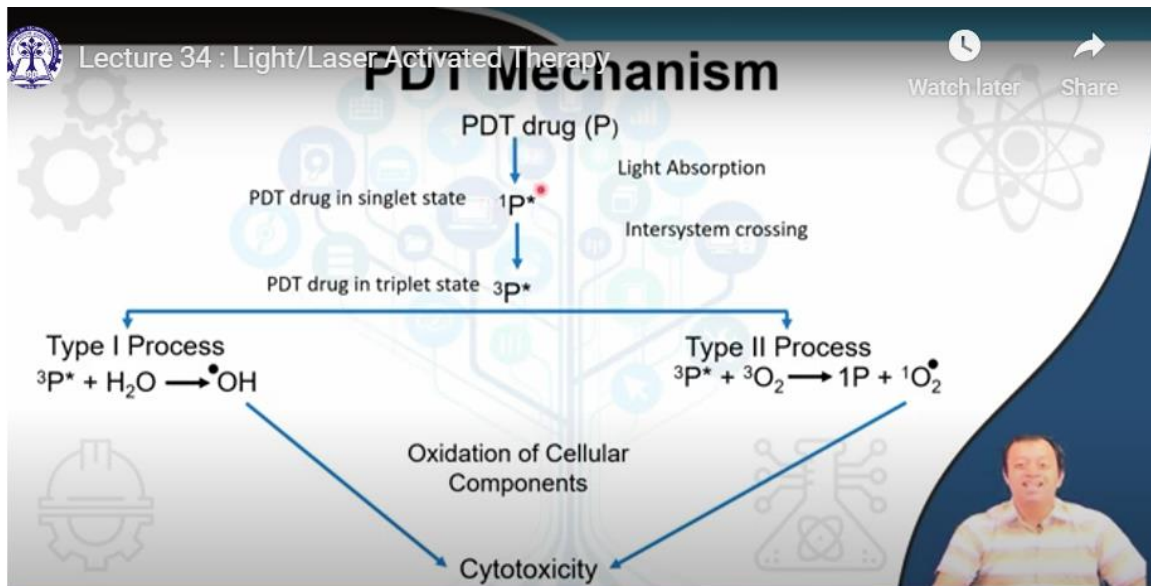 Lecture 34 : Light/Laser Activated Therapy
Watch later
Share
PDT Mechanism
PDT drug (P)
Light Absorption
PDT drug in singlet state ¹P*
Intersystem crossing
PDT drug in triplet state ³P*
Type I Process
³P* + H₂O → •OH
Type II Process
³P* + ³O₂ → 1P + ¹O₂•
Oxidation of Cellular
Components
Cytotoxicity